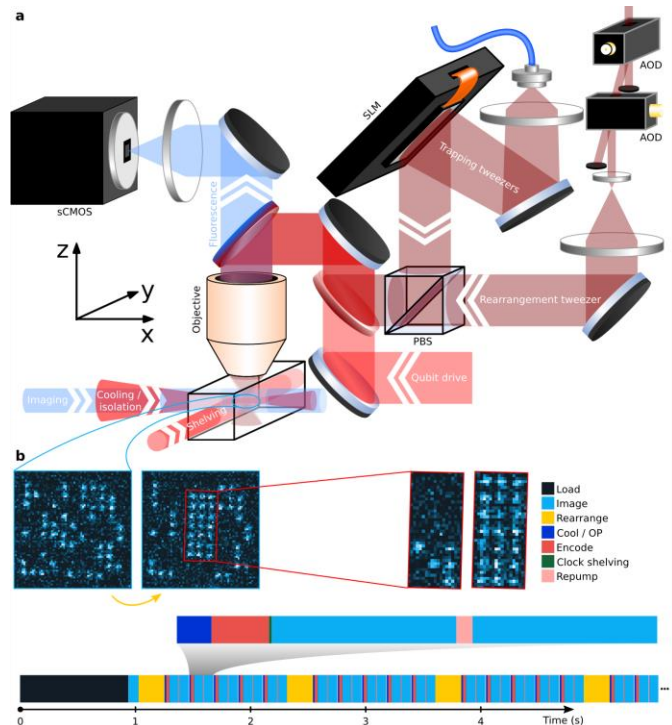 a
AOD
AOD
SLM
Trapping tweezers
sCMOS
Fluorescence
z
y
x
Objective
PBS
Rearrangement tweezer
Qubit drive
Imaging
Cooling /
isolation
Shelving
b
Load
Image
Rearrange
Cool / OP
Encode
Clock shelving
Repump
...
0
1
2
3
4
Time (s)